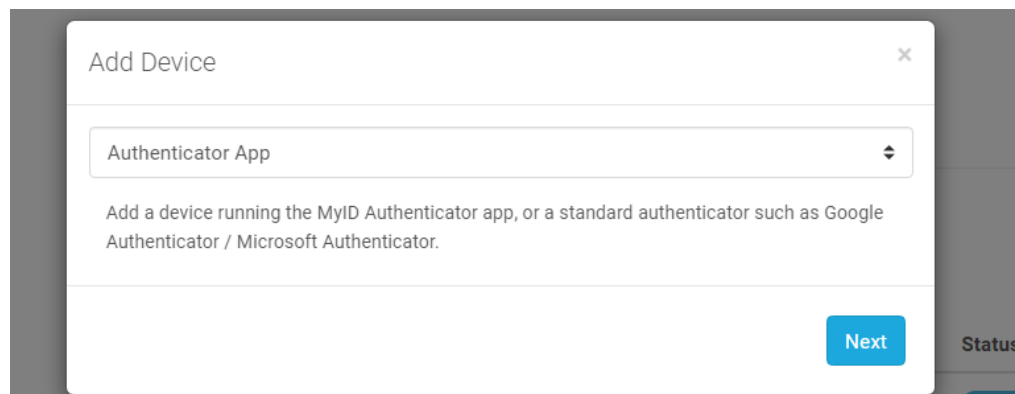 Add Device
×
Authenticator App
Add a device running the MyID Authenticator app, or a standard authenticator such as Google
Authenticator / Microsoft Authenticator.
Next
Status